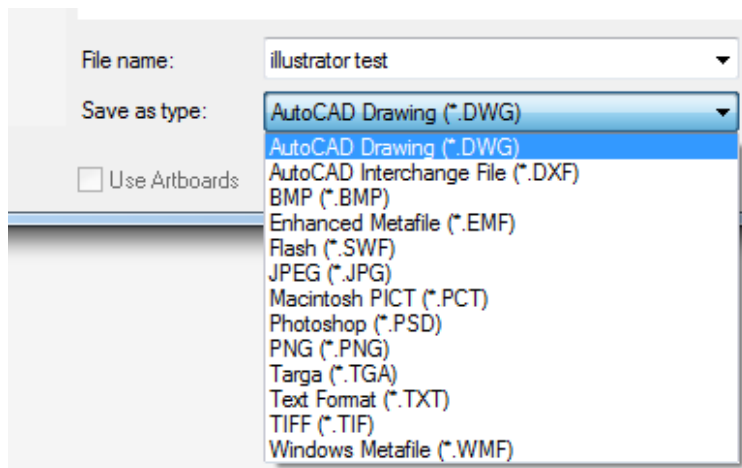 File name: illustrator test
Save as type: AutoCAD Drawing (*.DWG)
AutoCAD Drawing (*.DWG)
AutoCAD Interchange File (*.DXF)
Use Artboards
BMP (*.BMP)
Enhanced Metafile (*.EMF)
Flash (*.SWF)
JPEG (*.JPG)
Macintosh PICT (*.PCT)
Photoshop (*.PSD)
PNG (*.PNG)
Targa (*.TGA)
Text Format (*.TXT)
TIFF (*.TIF)
Windows Metafile (*.WMF)